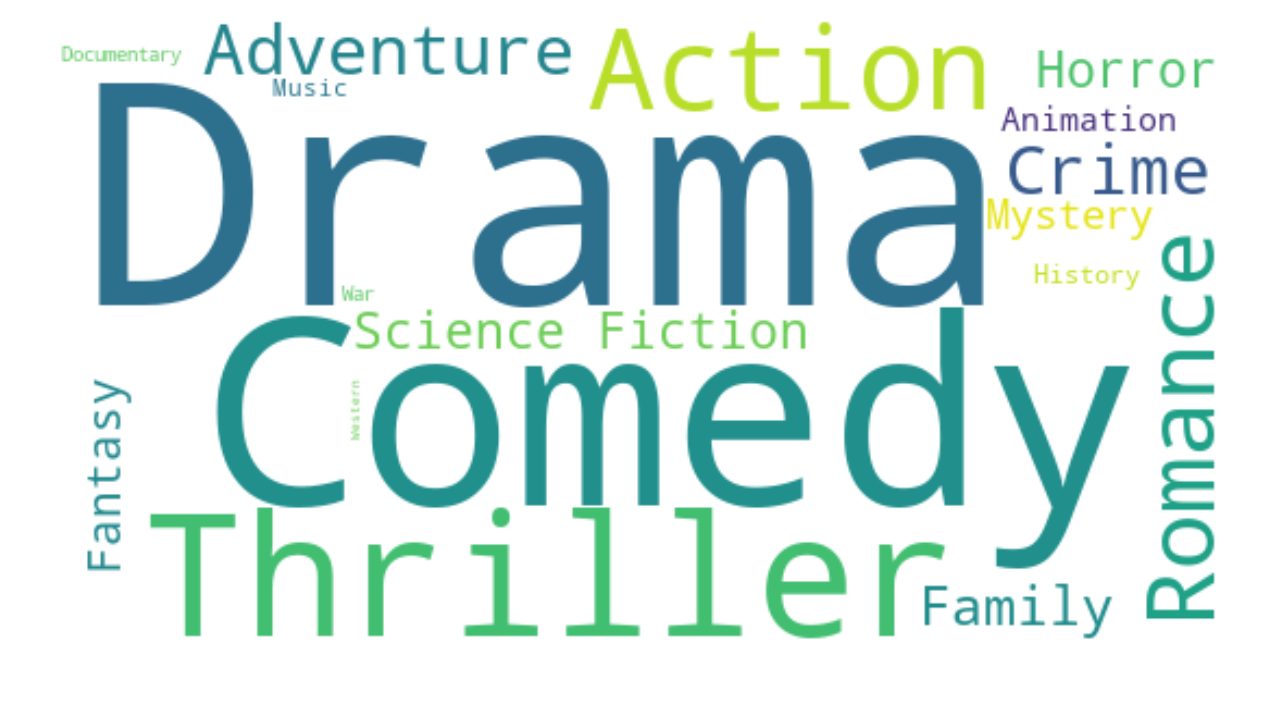 Documentary
Adventure
Action
Horror
Music
Drama
Animation
Crime
Mystery
History
War
Romance
Science Fiction
Comedy
Western
Fantasy
Thriller
Family